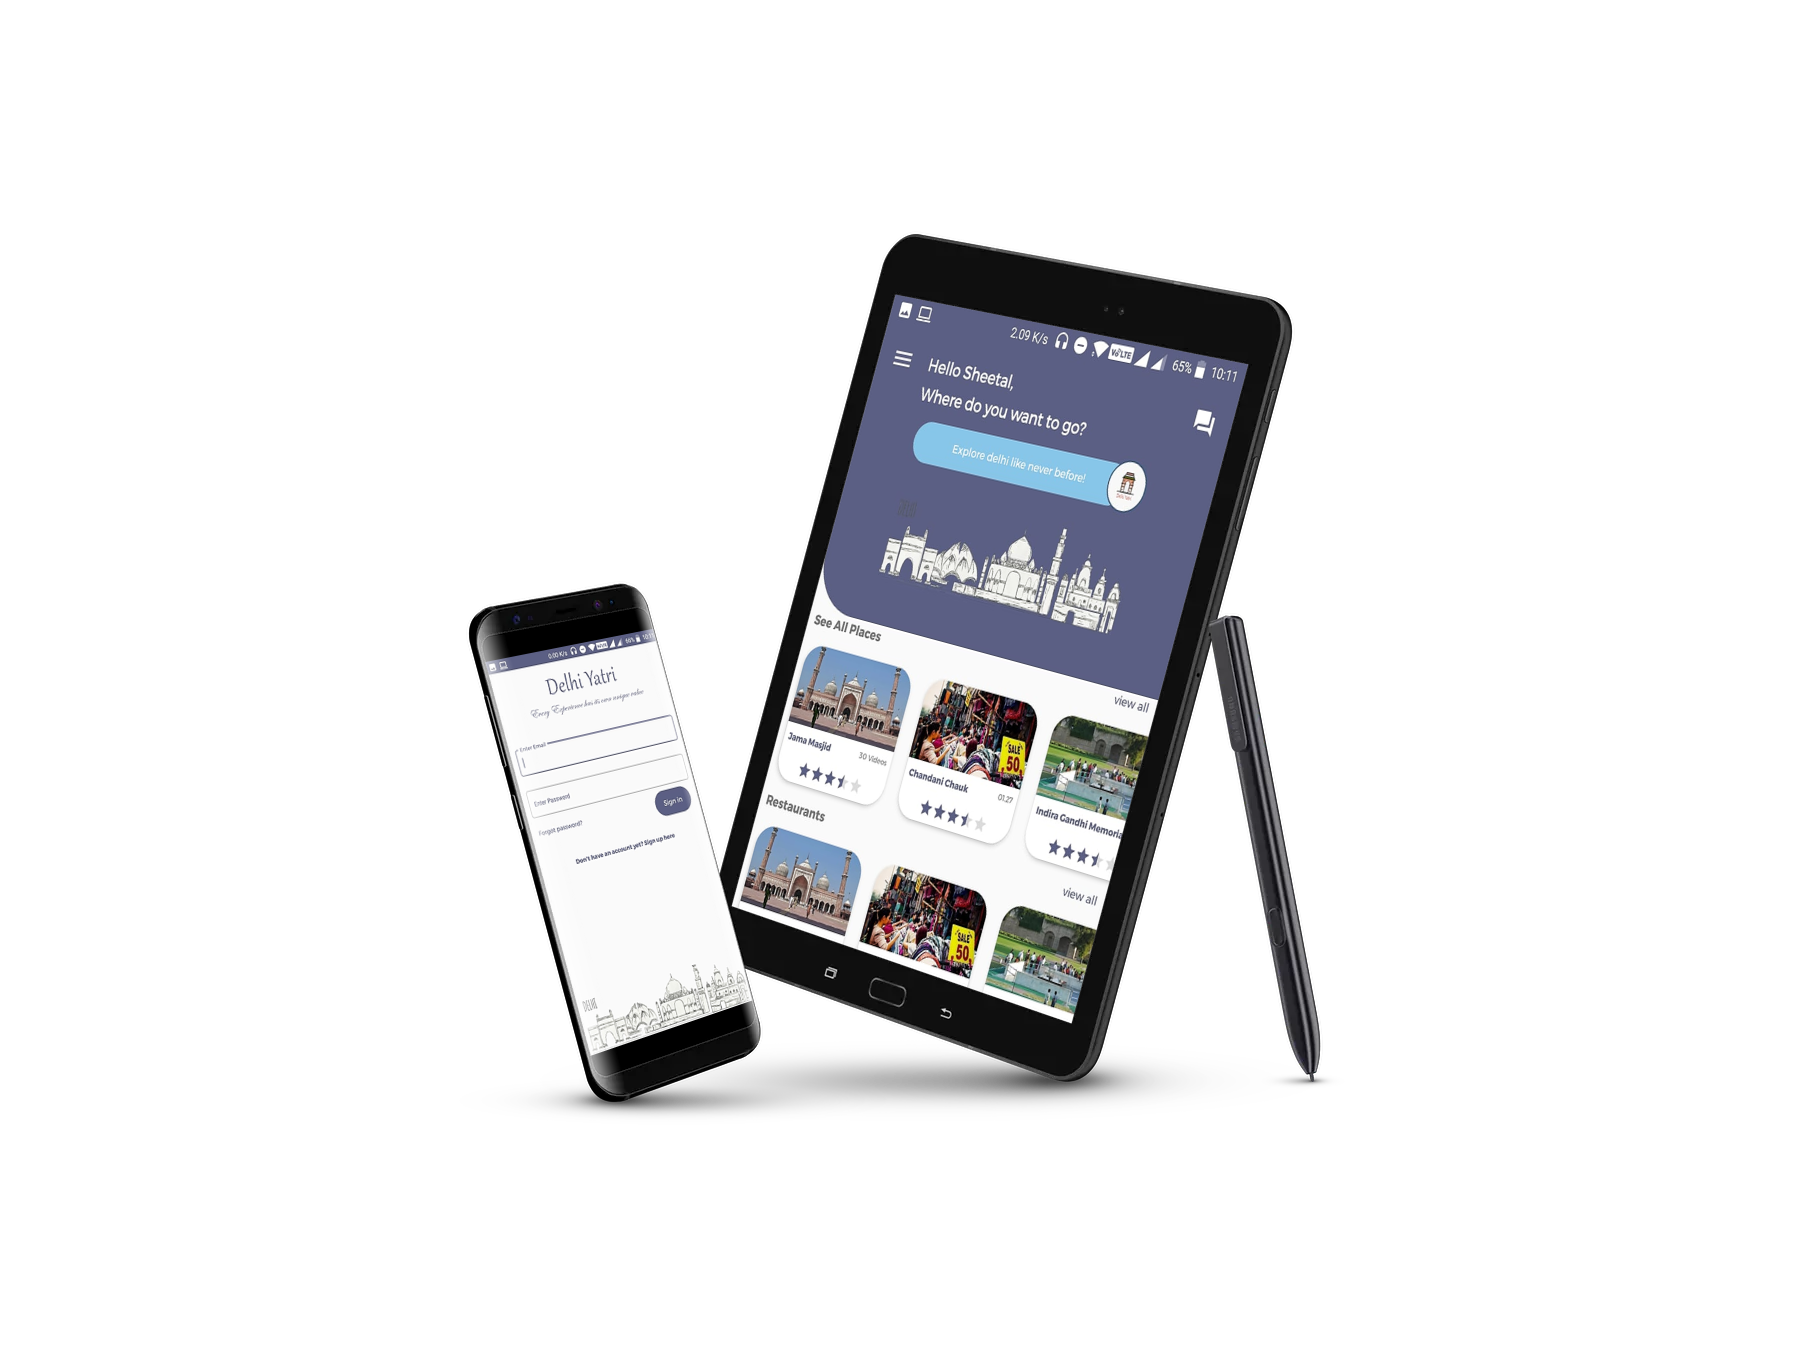 0.00 K/s
Delhi Yatri
Every Experience has its own unique value
Enter Email
Enter Password
Sign in
Forgot password?
Don't have an account yet? Sign up here
DELHI
2.09 K/s VoLTE 65% 10:11
Hello Sheetal,
Where do you want to go?
Explore delhi like never before!
Delhi Yatri
See All Places
view all
Jama Masjid
30 Videos
SALE
50
Chandani Chauk
01.27
Indira Gandhi Memoria
Restaurants
view all
SALE
50